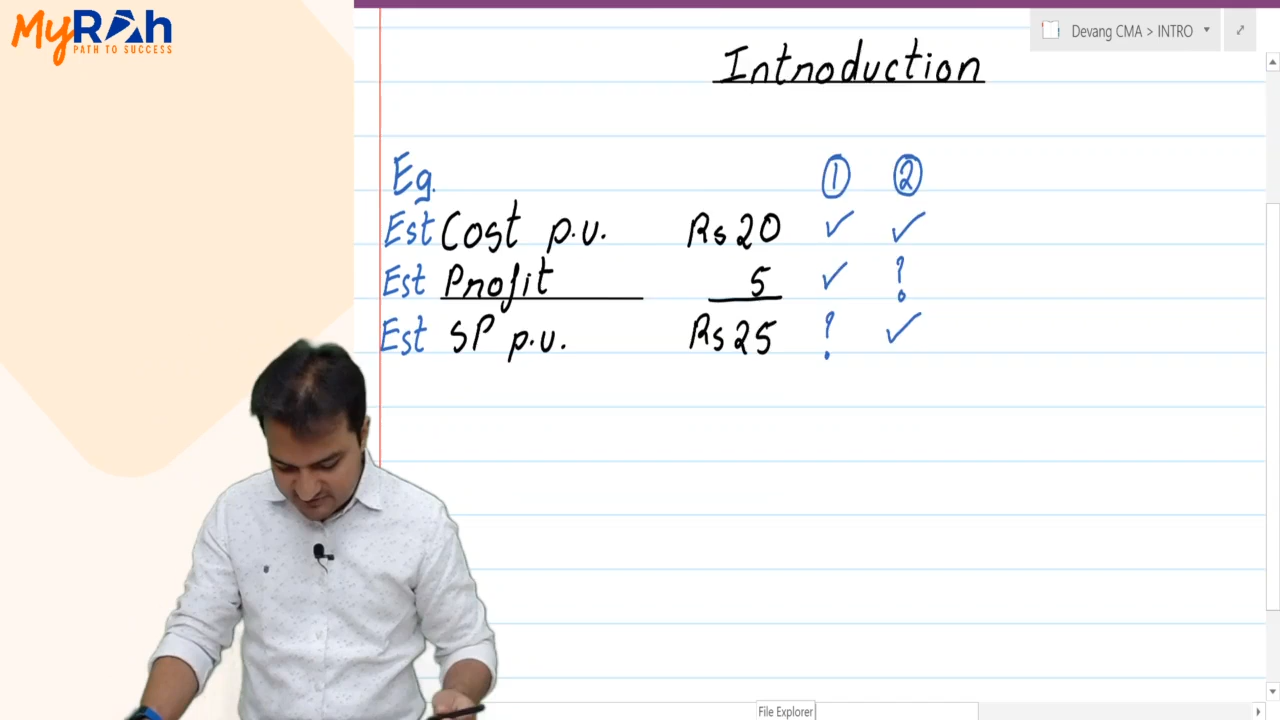 MyRAh
PATH TO SUCCESS
Devang CMA > INTRO
Introduction
Eg. 1 2
Est Cost p.u. Rs 20 ✓ ✓
Est Profit 5 ✓ ?
Est SP p.u. Rs 25 ? ✓
File Explorer